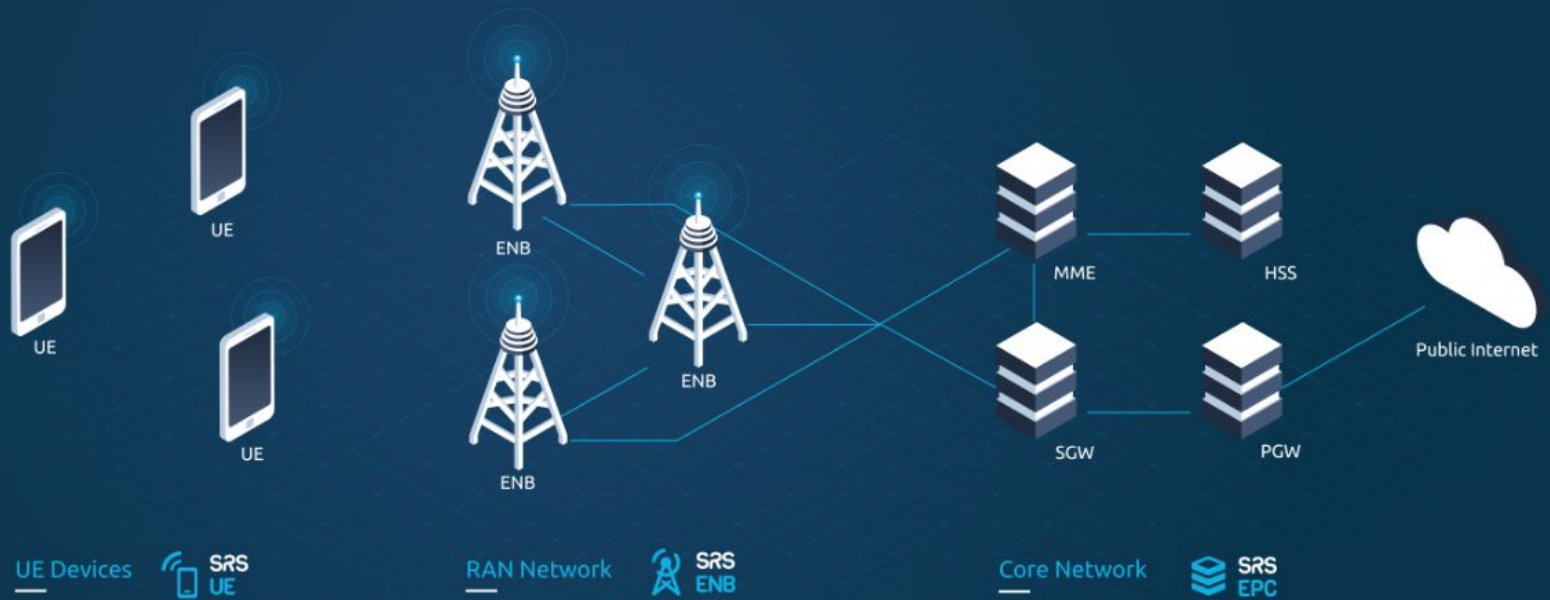 UE
UE
UE
ENB
ENB
ENB
MME
HSS
SGW
PGW
Public Internet
UE Devices
SRS
UE
RAN Network
SRS
ENB
Core Network
SRS
EPC